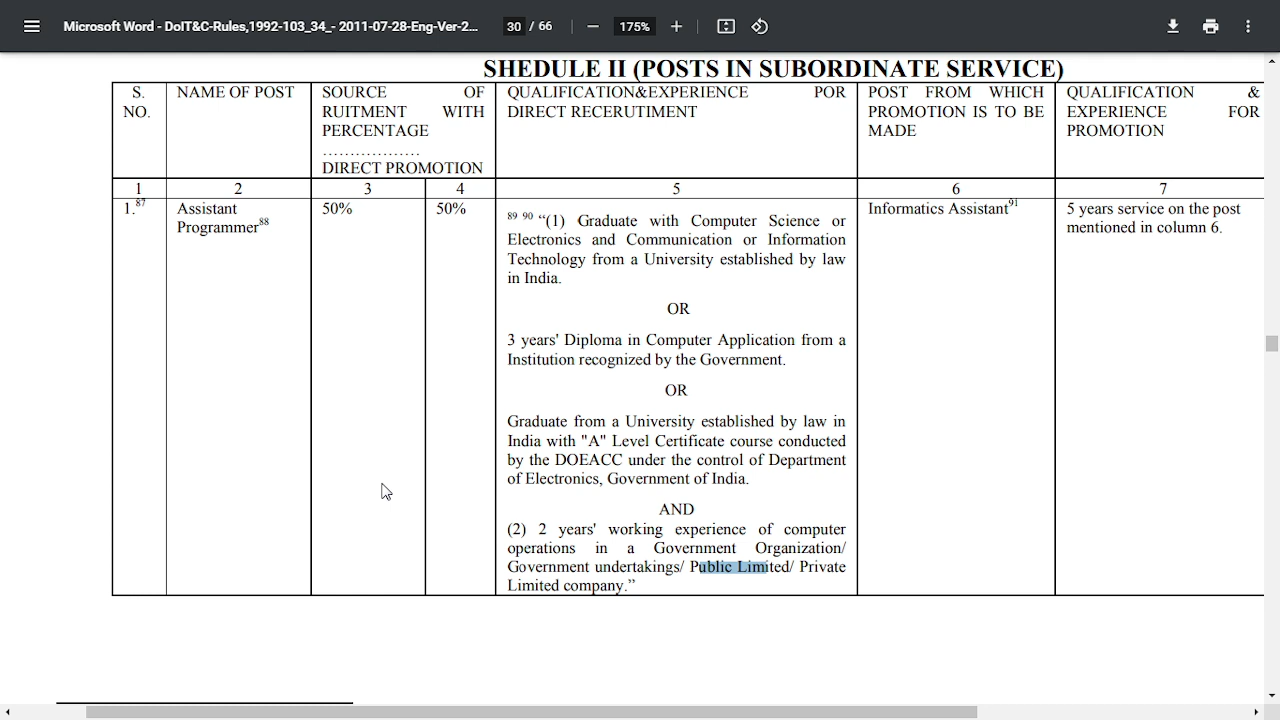 Microsoft Word - DoIT&C-Rules,1992-103_34_- 2011-07-28-Eng-Ver-2...
30 / 66
175%
SHEDULE II (POSTS IN SUBORDINATE SERVICE)
S. NO.
NAME OF POST
SOURCE OF
RUITMENT WITH
PERCENTAGE
..................
DIRECT PROMOTION
QUALIFICATION&EXPERIENCE POR
DIRECT RECERUTIMENT
POST FROM WHICH
PROMOTION IS TO BE
MADE
QUALIFICATION &
EXPERIENCE FOR
PROMOTION
1 2 3 4 5 6 7
1.87
Assistant
Programmer88
50%
50%
89 90 “(1) Graduate with Computer Science or
Electronics and Communication or Information
Technology from a University established by law
in India.
OR
3 years' Diploma in Computer Application from a
Institution recognized by the Government.
OR
Graduate from a University established by law in
India with "A" Level Certificate course conducted
by the DOEACC under the control of Department
of Electronics, Government of India.
AND
(2) 2 years' working experience of computer
operations in a Government Organization/
Government undertakings/ Public Limited/ Private
Limited company.”
Informatics Assistant91
5 years service on the post
mentioned in column 6.